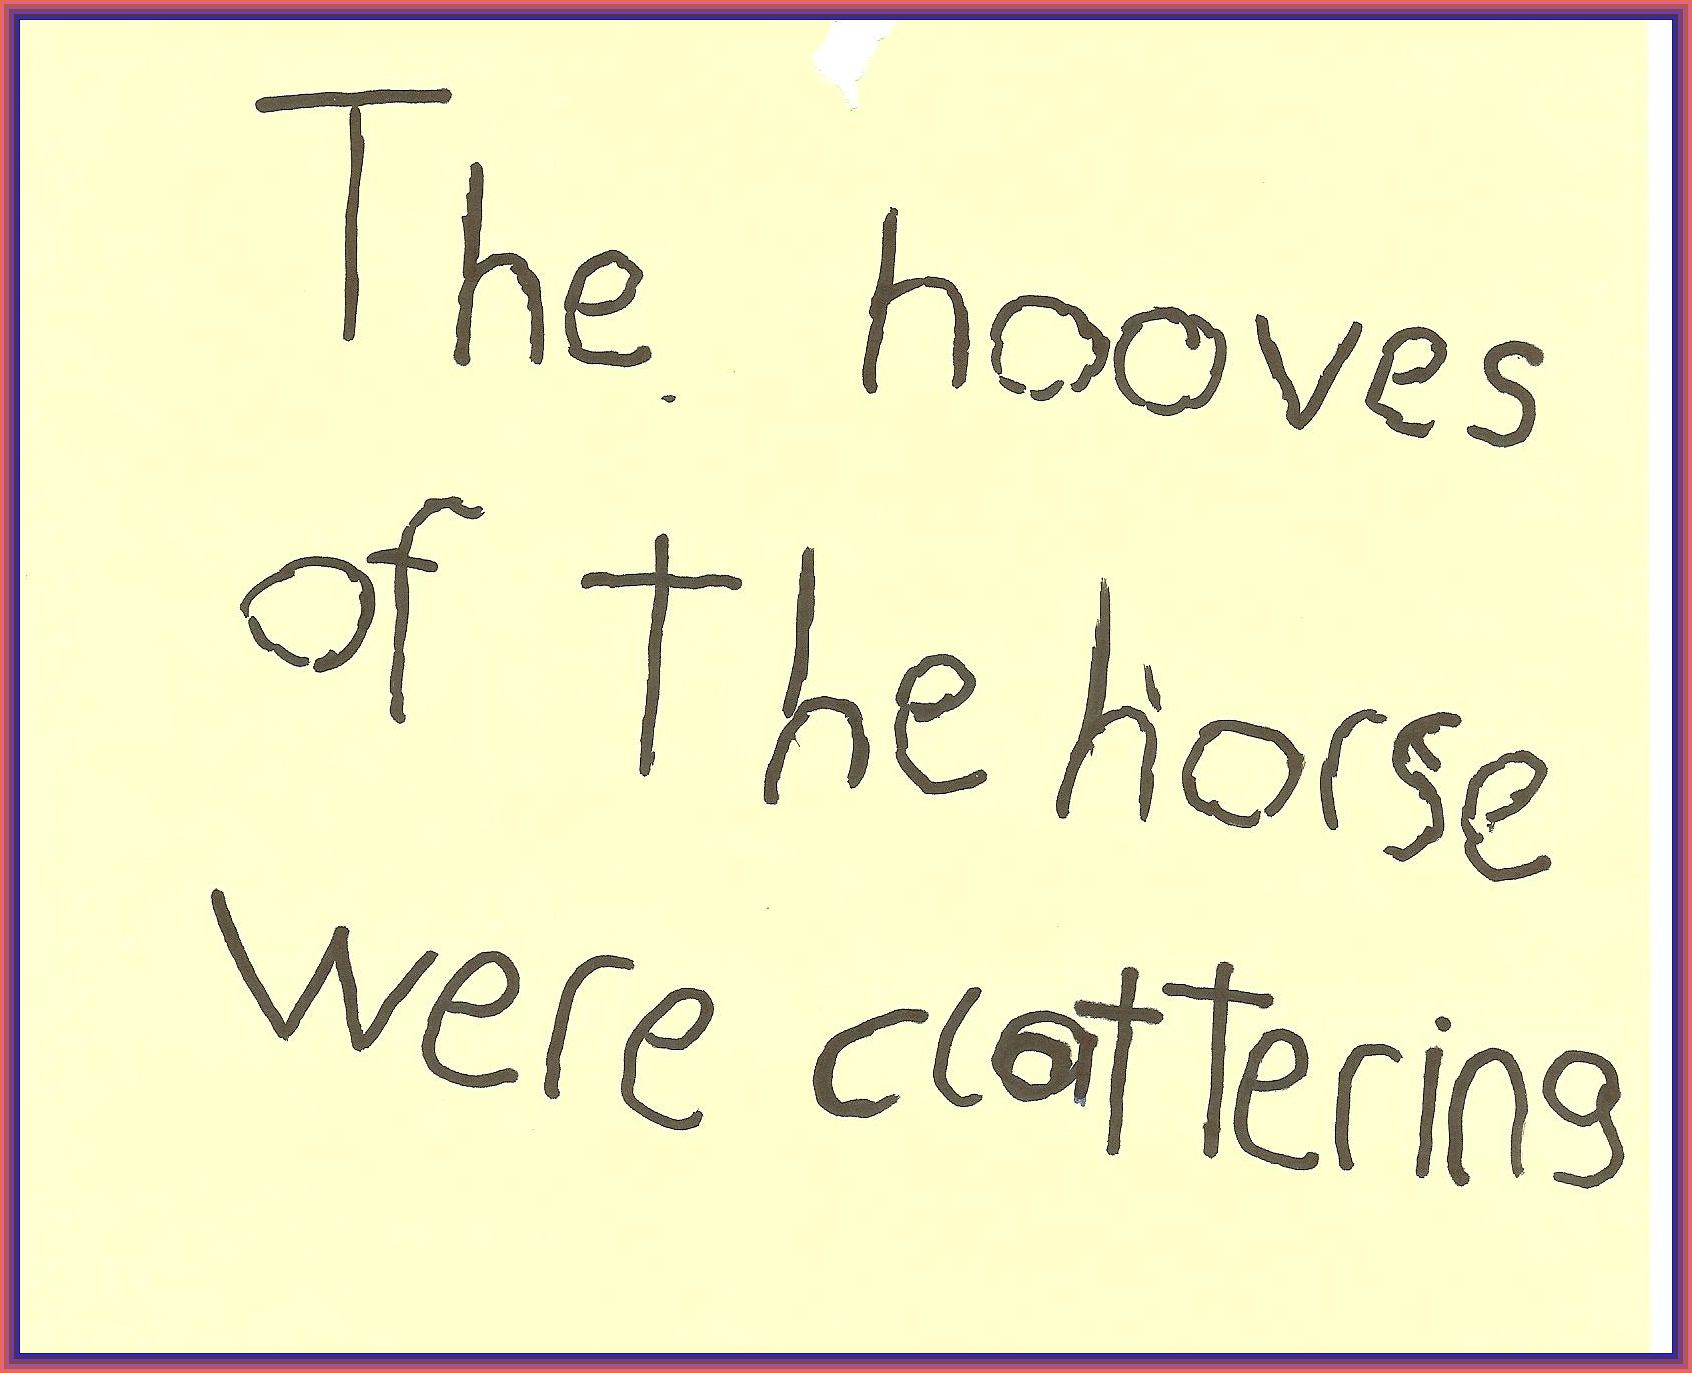 The hooves
of the horse
were clattering